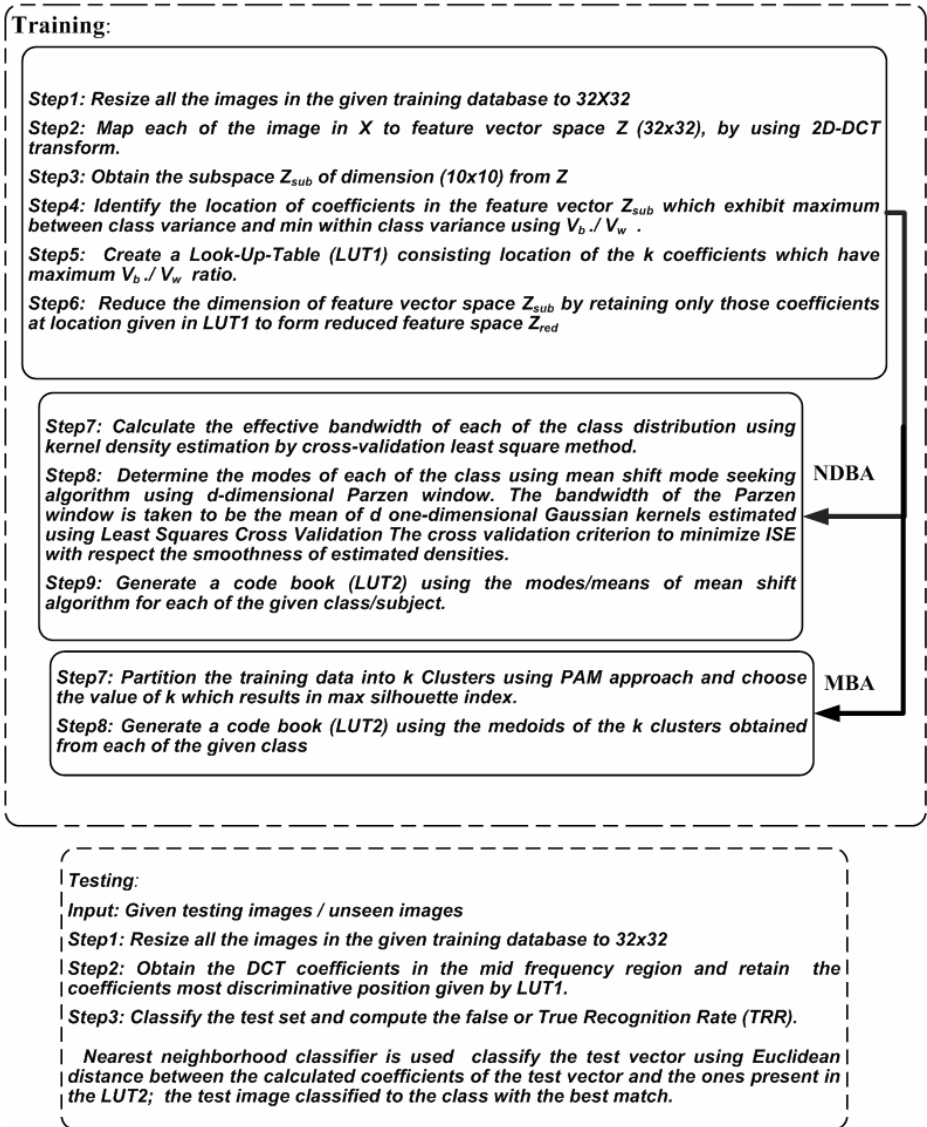 Training:
Step1: Resize all the images in the given training database to 32X32
Step2: Map each of the image in X to feature vector space Z (32x32), by using 2D-DCT
transform.
Step3: Obtain the subspace Zsub of dimension (10x10) from Z
Step4: Identify the location of coefficients in the feature vector Zsub which exhibit maximum
between class variance and min within class variance using Vb ./ Vw .
Step5: Create a Look-Up-Table (LUT1) consisting location of the k coefficients which have
maximum Vb ./ Vw ratio.
Step6: Reduce the dimension of feature vector space Zsub by retaining only those coefficients
at location given in LUT1 to form reduced feature space Zred
Step7: Calculate the effective bandwidth of each of the class distribution using
kernel density estimation by cross-validation least square method.
Step8: Determine the modes of each of the class using mean shift mode seeking
algorithm using d-dimensional Parzen window. The bandwidth of the Parzen
window is taken to be the mean of d one-dimensional Gaussian kernels estimated
using Least Squares Cross Validation The cross validation criterion to minimize ISE
with respect the smoothness of estimated densities.
Step9: Generate a code book (LUT2) using the modes/means of mean shift
algorithm for each of the given class/subject.
NDBA
Step7: Partition the training data into k Clusters using PAM approach and choose
the value of k which results in max silhouette index.
Step8: Generate a code book (LUT2) using the medoids of the k clusters obtained
from each of the given class
MBA
Testing:
Input: Given testing images / unseen images
Step1: Resize all the images in the given training database to 32x32
Step2: Obtain the DCT coefficients in the mid frequency region and retain the
coefficients most discriminative position given by LUT1.
Step3: Classify the test set and compute the false or True Recognition Rate (TRR).
Nearest neighborhood classifier is used classify the test vector using Euclidean
distance between the calculated coefficients of the test vector and the ones present in
the LUT2; the test image classified to the class with the best match.